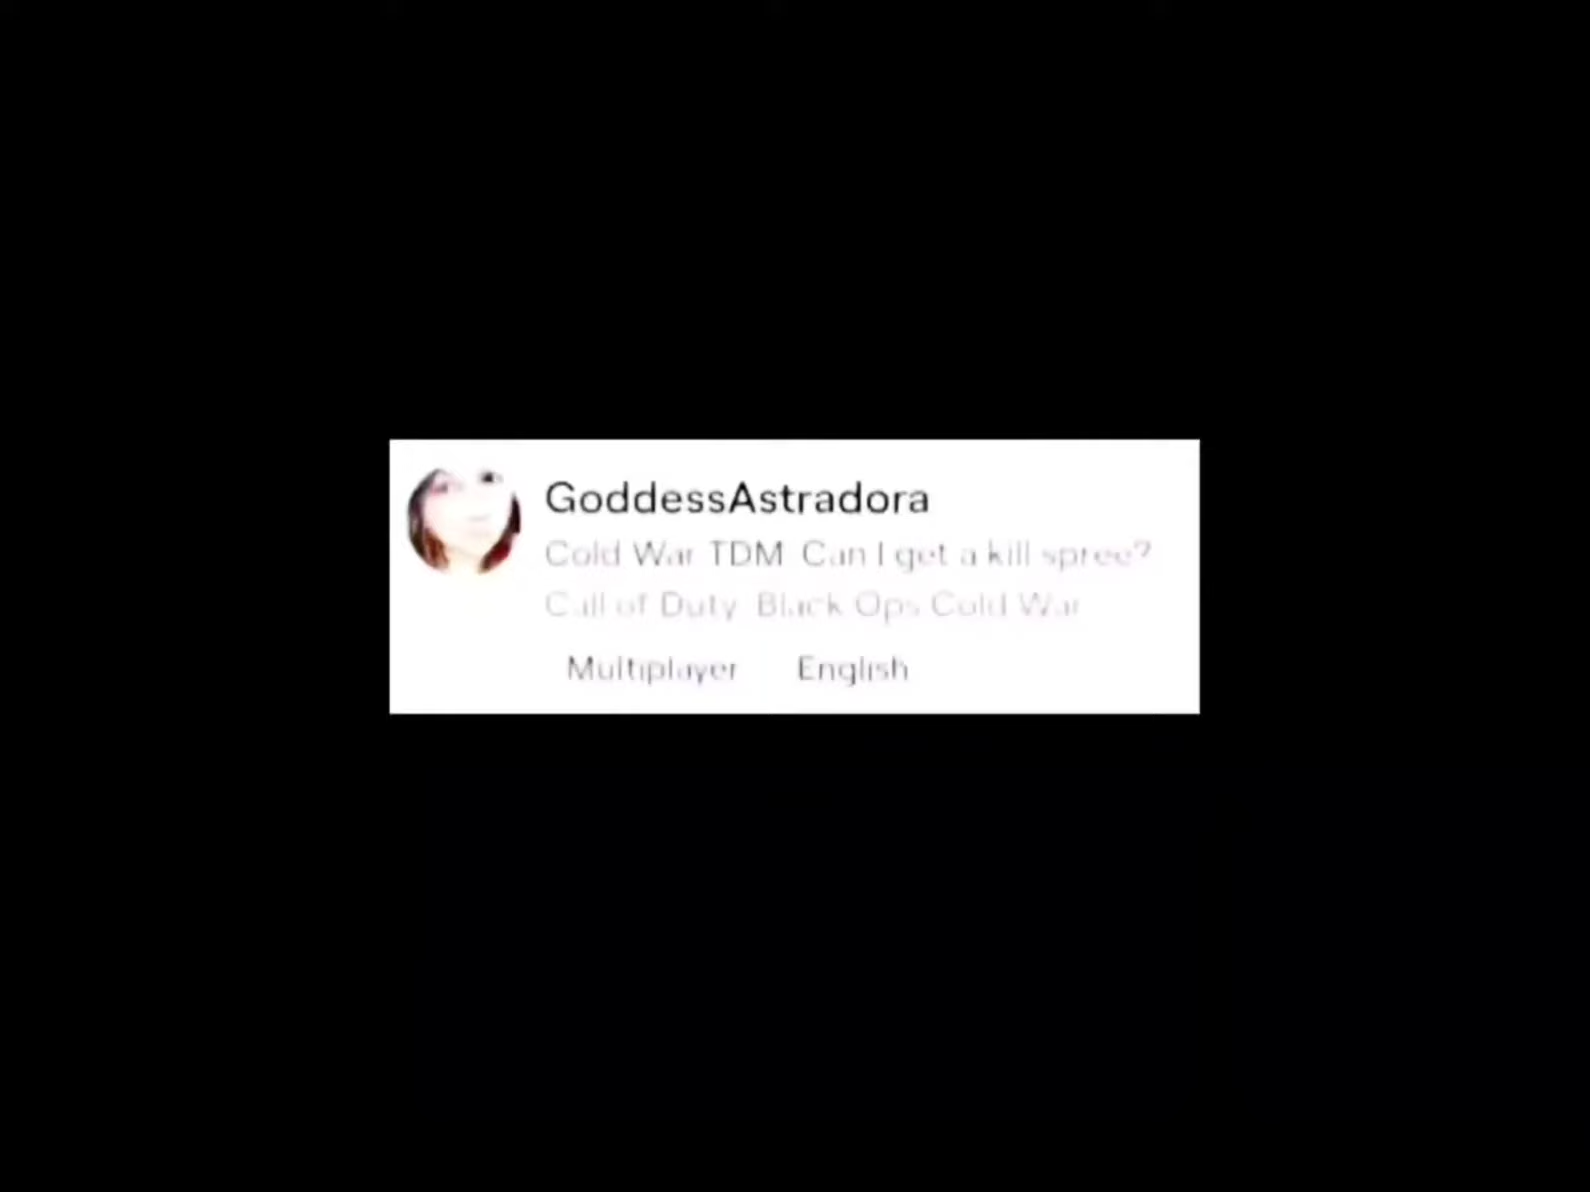 GoddessAstradora
Cold War TDM Can I get a kill spree?
Call of Duty Black Ops Cold War
Multiplayer English